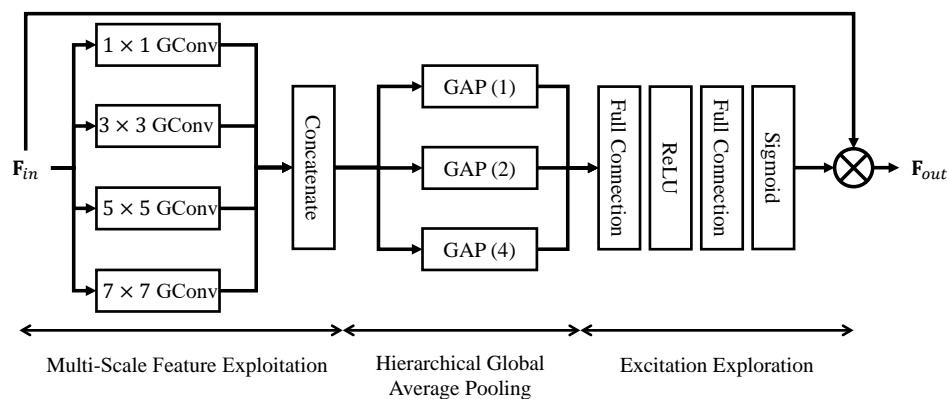 F_in
1 × 1 GConv
3 × 3 GConv
5 × 5 GConv
7 × 7 GConv
Concatenate
GAP (1)
GAP (2)
GAP (4)
Full Connection
ReLU
Full Connection
Sigmoid
F_out
Multi-Scale Feature Exploitation
Hierarchical Global
Average Pooling
Excitation Exploration